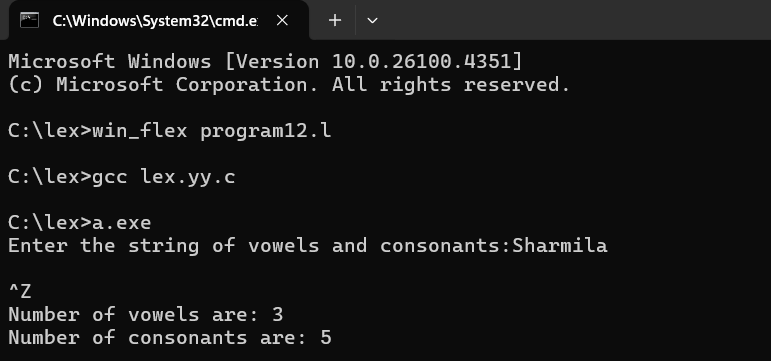 C:\Windows\System32\cmd.e
Microsoft Windows [Version 10.0.26100.4351]
(c) Microsoft Corporation. All rights reserved.
C:\lex>win_flex program12.l
C:\lex>gcc lex.yy.c
C:\lex>a.exe
Enter the string of vowels and consonants:Sharmila
^Z
Number of vowels are: 3
Number of consonants are: 5